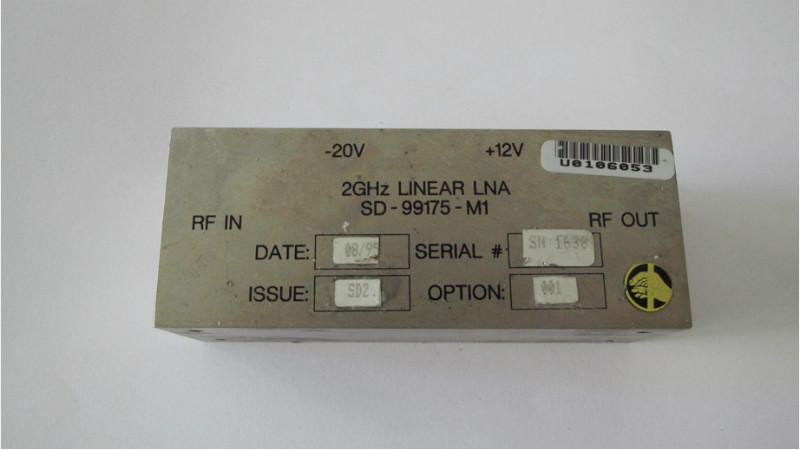 -20V +12V
U0106053
2GHz LINEAR LNA
SD - 99175 - M1
RF IN RF OUT
DATE: 08/95 SERIAL # SN 1638
ISSUE: SD2. OPTION: 001